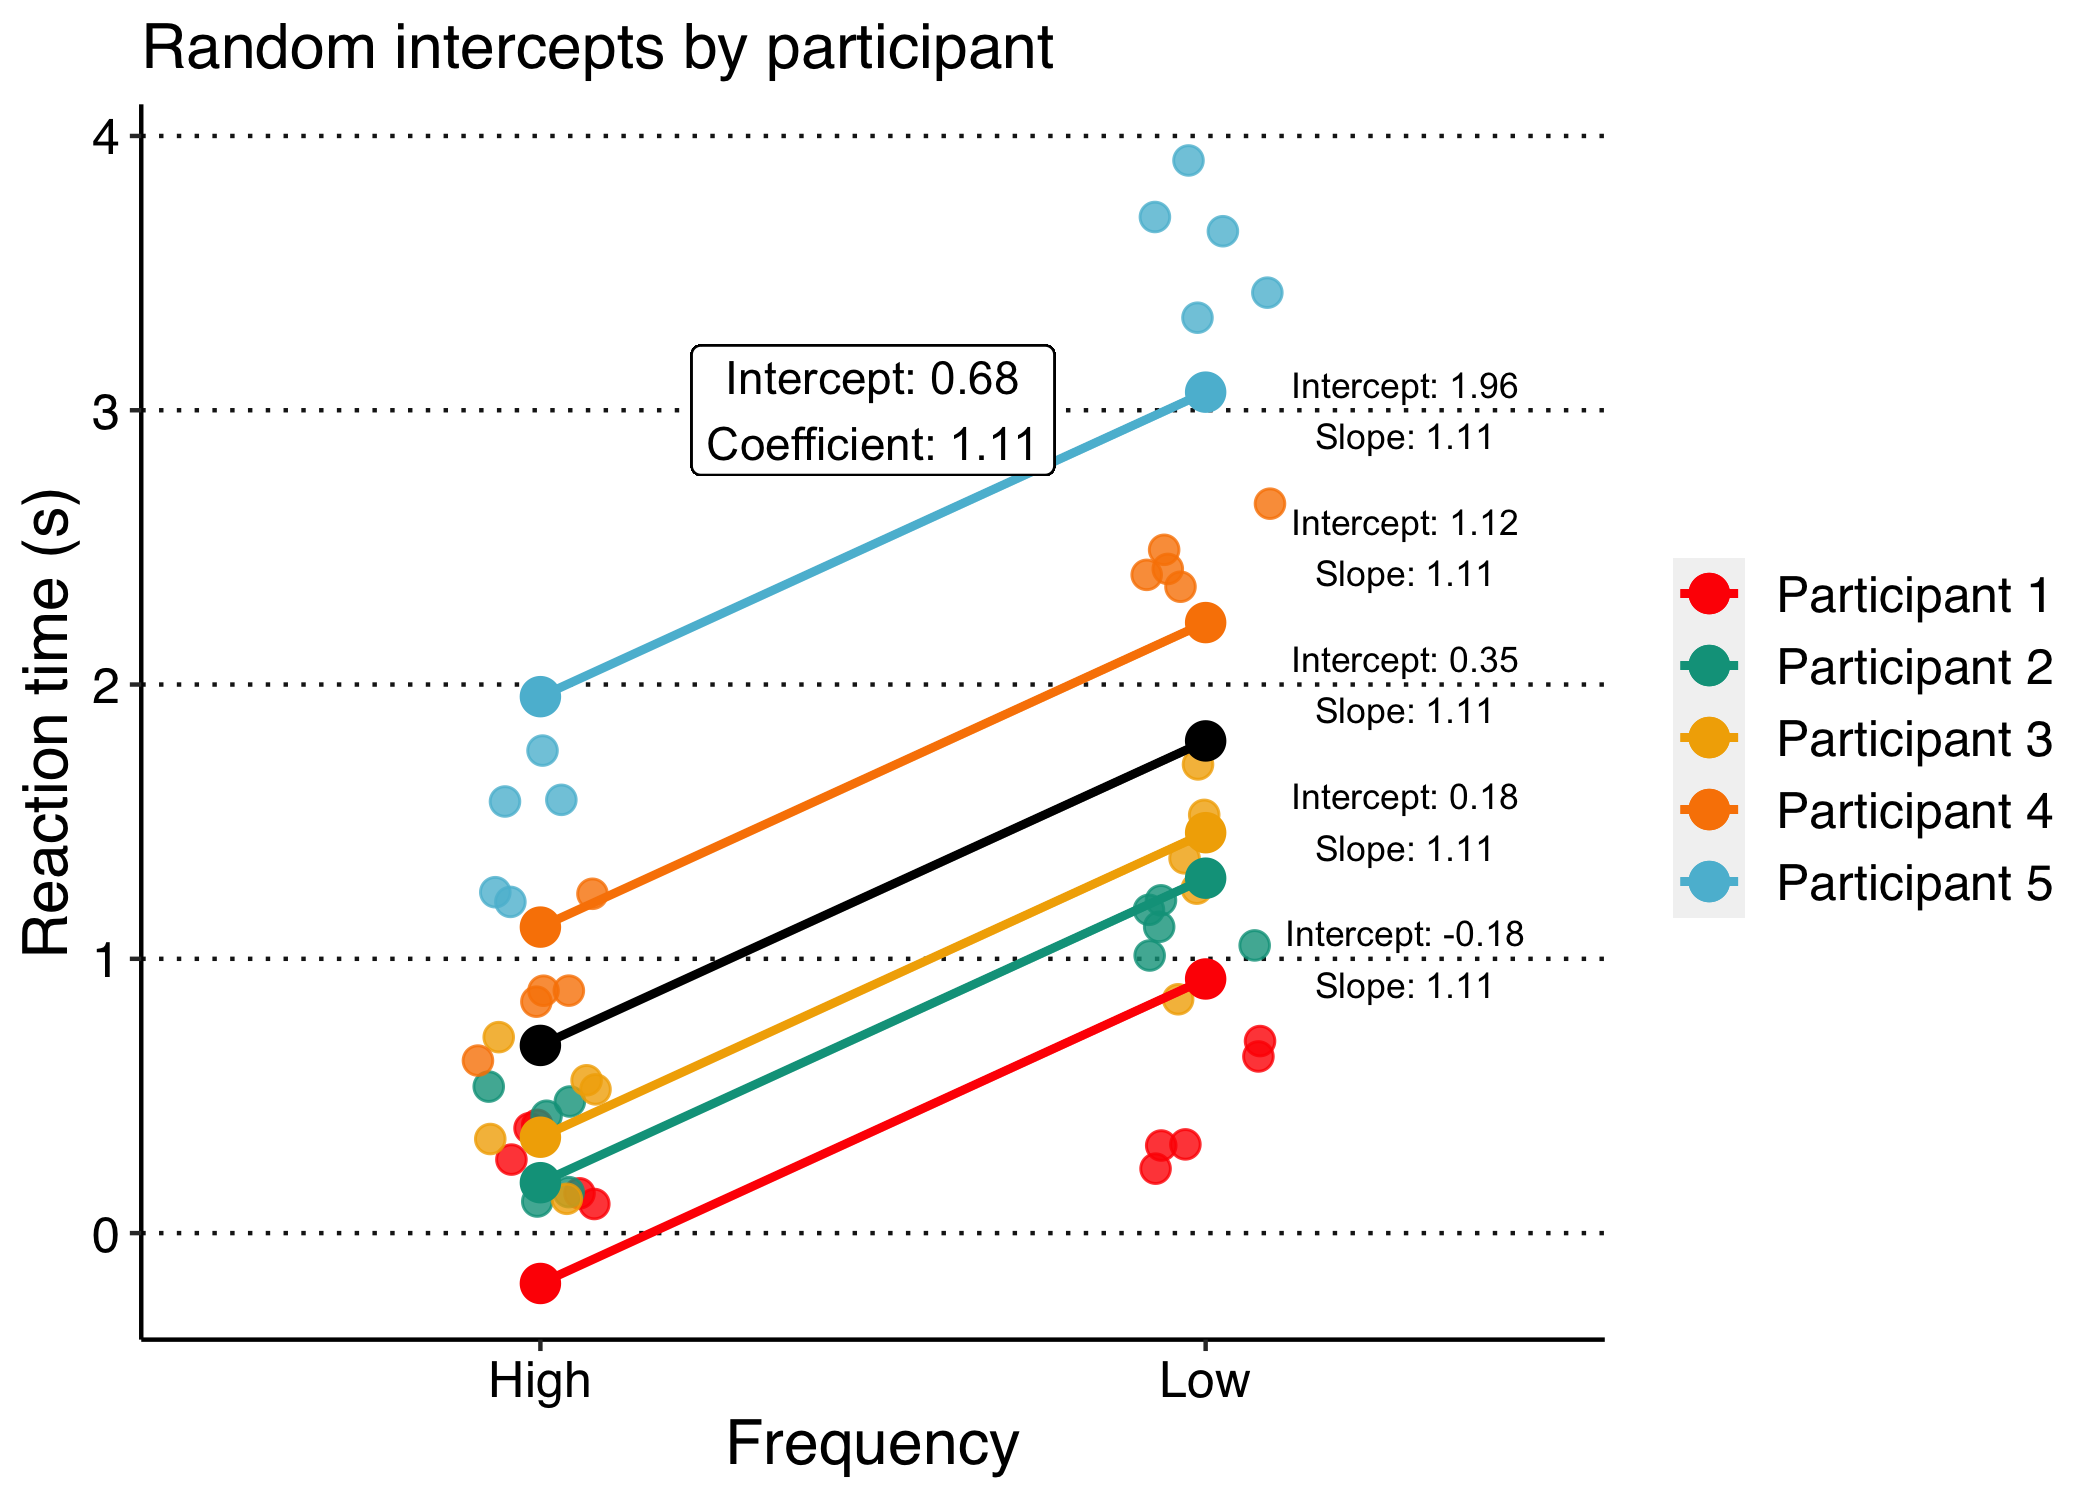 Random intercepts by participant
4
3
2
1
0
Reaction time (s)
Intercept: 0.68
Coefficient: 1.11
Intercept: 1.96
Slope: 1.11
Intercept: 1.12
Slope: 1.11
Intercept: 0.35
Slope: 1.11
Intercept: 0.18
Slope: 1.11
Intercept: -0.18
Slope: 1.11
High
Low
Frequency
Participant 1
Participant 2
Participant 3
Participant 4
Participant 5